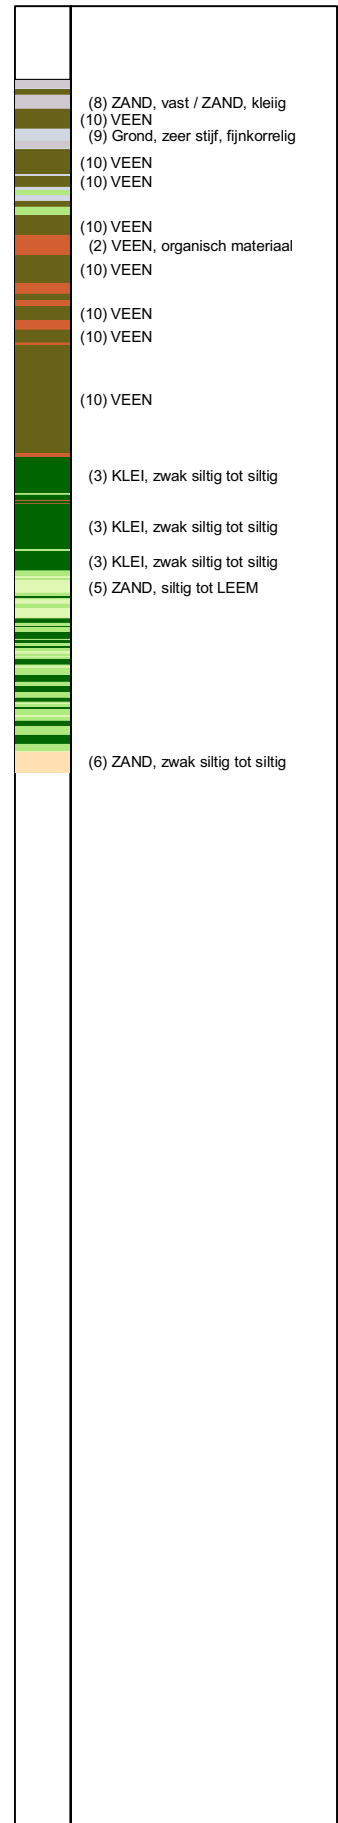 (8) ZAND, vast / ZAND, kleiig
(10) VEEN
(9) Grond, zeer stijf, fijnkorrelig
(10) VEEN
(10) VEEN
(10) VEEN
(2) VEEN, organisch materiaal
(10) VEEN
(10) VEEN
(10) VEEN
(10) VEEN
(3) KLEI, zwak siltig tot siltig
(3) KLEI, zwak siltig tot siltig
(3) KLEI, zwak siltig tot siltig
(5) ZAND, siltig tot LEEM
(6) ZAND, zwak siltig tot siltig